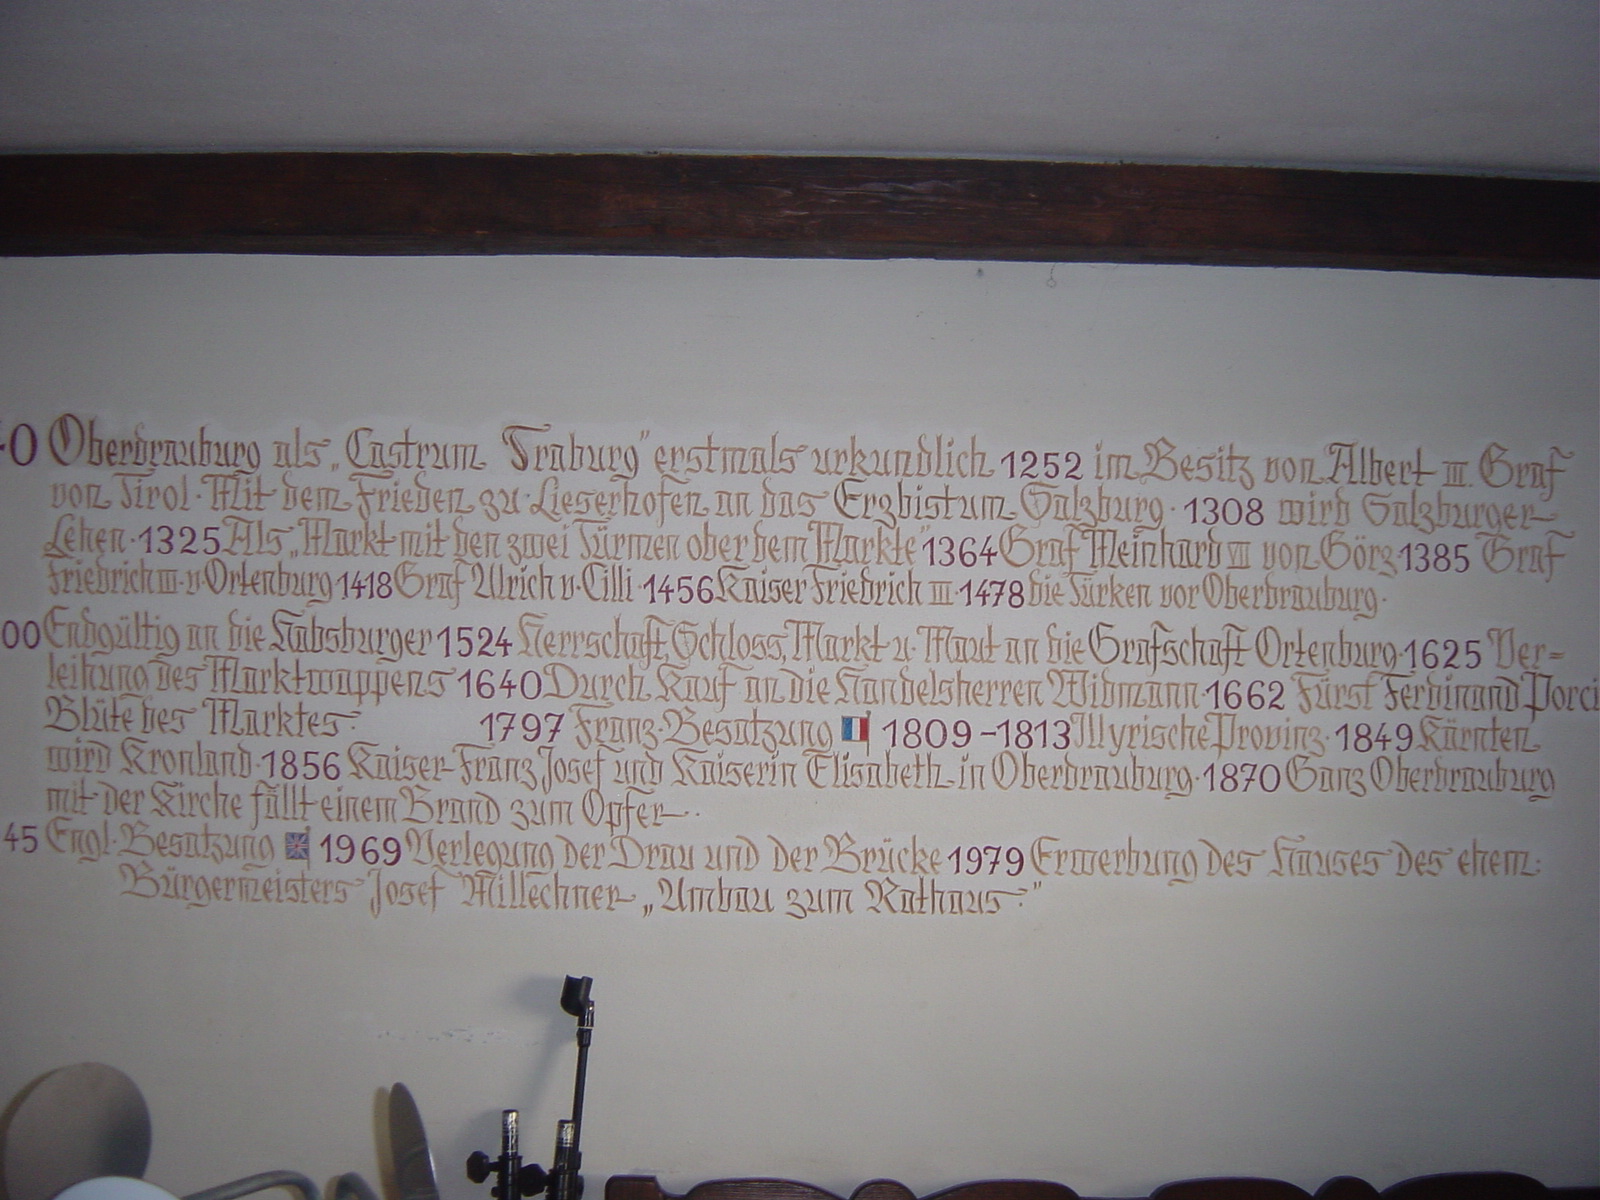 0 Oberdrauburg als „Castrum Traburg" erstmals urkundlich 1252 im Besitz von Albert III. Graf
von Tirol · Mit dem Frieden zu Lieserhofen an das Erzbistum Salzburg · 1308 wird Salzburger
Lehen · 1325 Als „Markt mit den zwei Türmen ober dem Markte" 1364 Graf Meinhard VII von Görz 1385 Graf
Friedrich III · v · Ortenburg 1418 Graf Ulrich v · Cilli · 1456 Kaiser Friedrich III · 1478 die Türken vor Oberdrauburg ·
00 Endgültig an die Habsburger 1524 Herrschaft, Schloss, Markt u · Maut an die Grafschaft Ortenburg · 1625 Ver=
leihung des Marktwappens 1640 Durch Kauf an die Handelsherren Widmann · 1662 Fürst Ferdinand Porci
Blüte des Marktes · 1797 Franz · Besatzung 1809 - 1813 Illyrische Provinz · 1849 Kärnten
wird Kronland · 1856 Kaiser Franz Josef und Kaiserin Elisabeth in Oberdrauburg · 1870 Ganz Oberdrauburg
mit der Kirche fällt einem Brand zum Opfer ·
45 Engl · Besatzung 1969 Verlegung der Drau und der Brücke 1979 Erwerbung des Hauses des ehem:
Bürgermeisters Josef Millechner „Umbau zum Rathaus ·"